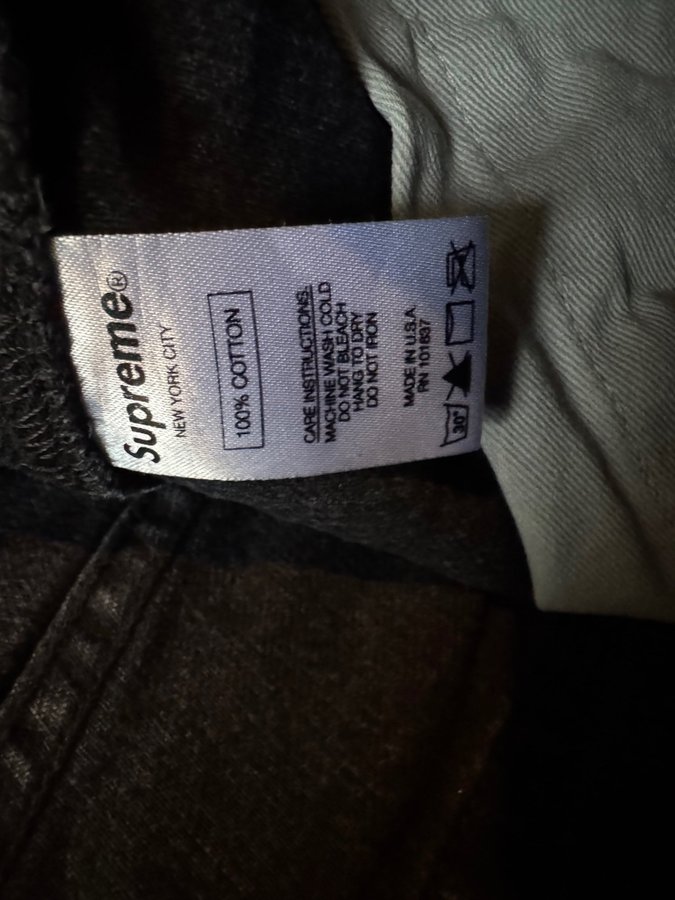 Supreme®
NEW YORK CITY
100% COTTON
CARE INSTRUCTIONS:
MACHINE WASH COLD
DO NOT BLEACH
HANG TO DRY
DO NOT IRON
MADE IN U.S.A.
RN 101837
30°